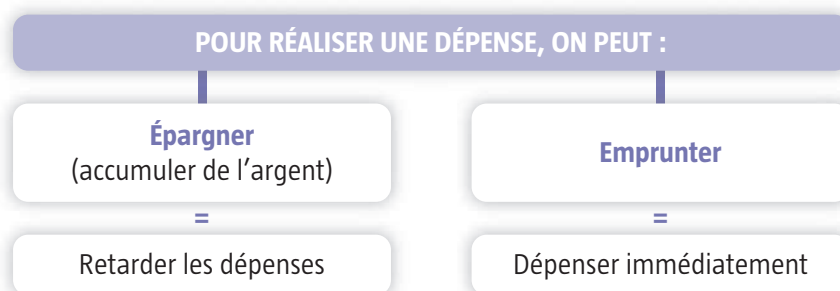 POUR RÉALISER UNE DÉPENSE, ON PEUT :
Épargner
(accumuler de l'argent)
=
Retarder les dépenses
Emprunter
=
Dépenser immédiatement